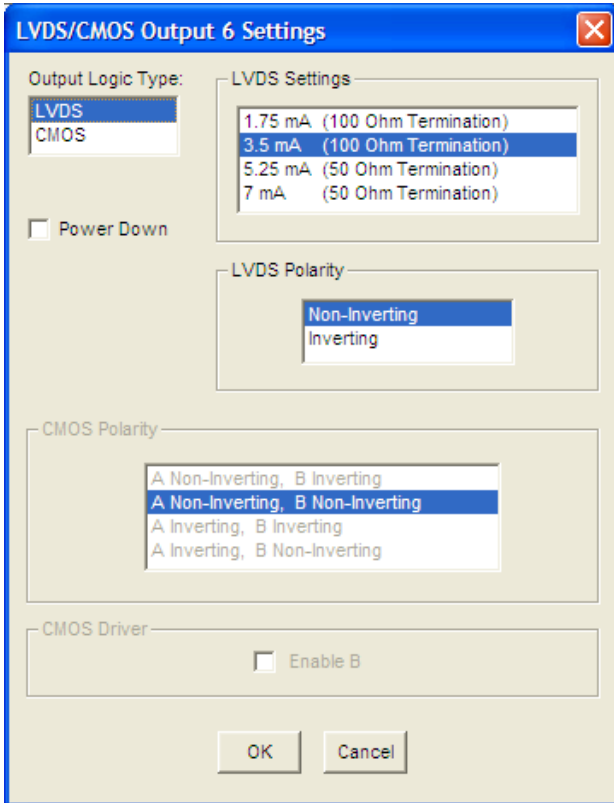 LVDS/CMOS Output 6 Settings
Output Logic Type:
LVDS
CMOS
Power Down
LVDS Settings
1.75 mA (100 Ohm Termination)
3.5 mA (100 Ohm Termination)
5.25 mA (50 Ohm Termination)
7 mA (50 Ohm Termination)
LVDS Polarity
Non-Inverting
Inverting
CMOS Polarity
A Non-Inverting, B Inverting
A Non-Inverting, B Non-Inverting
A Inverting, B Inverting
A Inverting, B Non-Inverting
CMOS Driver
Enable B
OK
Cancel